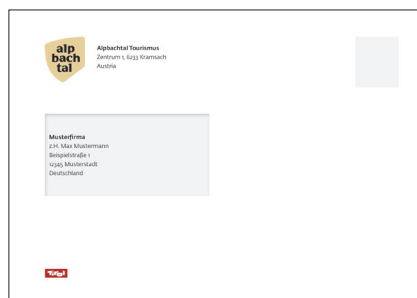 alp
bach
tal
Alpbachtal Tourismus
Zentrum 1, 6233 Kramsach
Austria
Musterfirma
z.H. Max Mustermann
Beispielstraße 1
12345 Musterstadt
Deutschland
Tirol